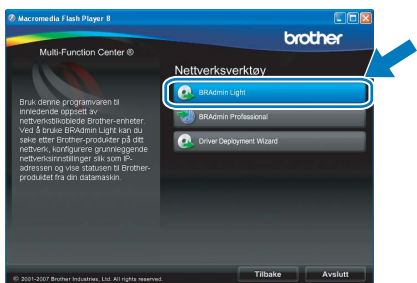 Macromedia Flash Player 8
brother
Multi-Function Center ®
Nettverksverktøy
BRAdmin Light
BRAdmin Professional
Driver Deployment Wizard
Bruk denne programvaren til
innledende oppsett av
nettverkstilkoblede Brother-enheter.
Ved å bruke BRAdmin Light kan du
søke etter Brother-produkter på ditt
nettverk, konfigurere grunnleggende
nettverksinnstillinger slik som IP-
adressen og vise statusen til Brother-
produktet fra din datamaskin.
© 2001-2007 Brother Industries, Ltd. All rights reserved.
Tilbake
Avslutt